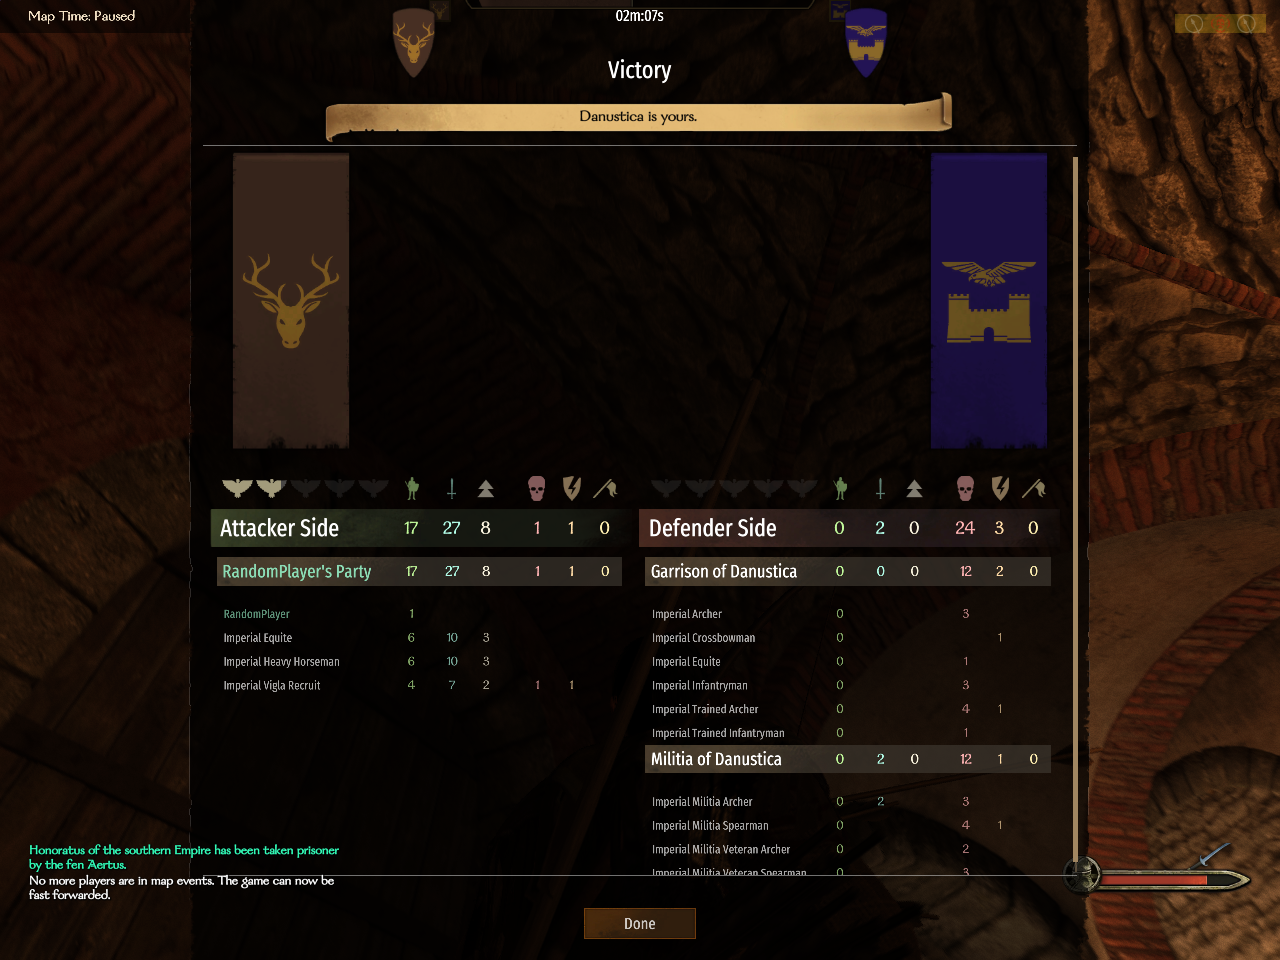 Map Time: Paused
02m:07s
Victory
Danustica is yours.
Attacker Side 17 27 8 1 1 0
RandomPlayer's Party 17 27 8 1 1 0
RandomPlayer 1
Imperial Equite 6 10 3
Imperial Heavy Horseman 6 10 3
Imperial Vigla Recruit 4 7 2 1 1
Defender Side 0 2 0 24 3 0
Garrison of Danustica 0 0 0 12 2 0
Imperial Archer 0 3
Imperial Crossbowman 0 1
Imperial Equite 0 1
Imperial Infantryman 0 3
Imperial Trained Archer 0 4 1
Imperial Trained Infantryman 0 1
Militia of Danustica 0 2 0 12 1 0
Imperial Militia Archer 0 2 3
Imperial Militia Spearman 0 4 1
Imperial Militia Veteran Archer 0 2
Imperial Militia Veteran Spearman 0 3
Honoratus of the southern Empire has been taken prisoner
by the fen Aertus.
No more players are in map events. The game can now be
fast forwarded.
Done